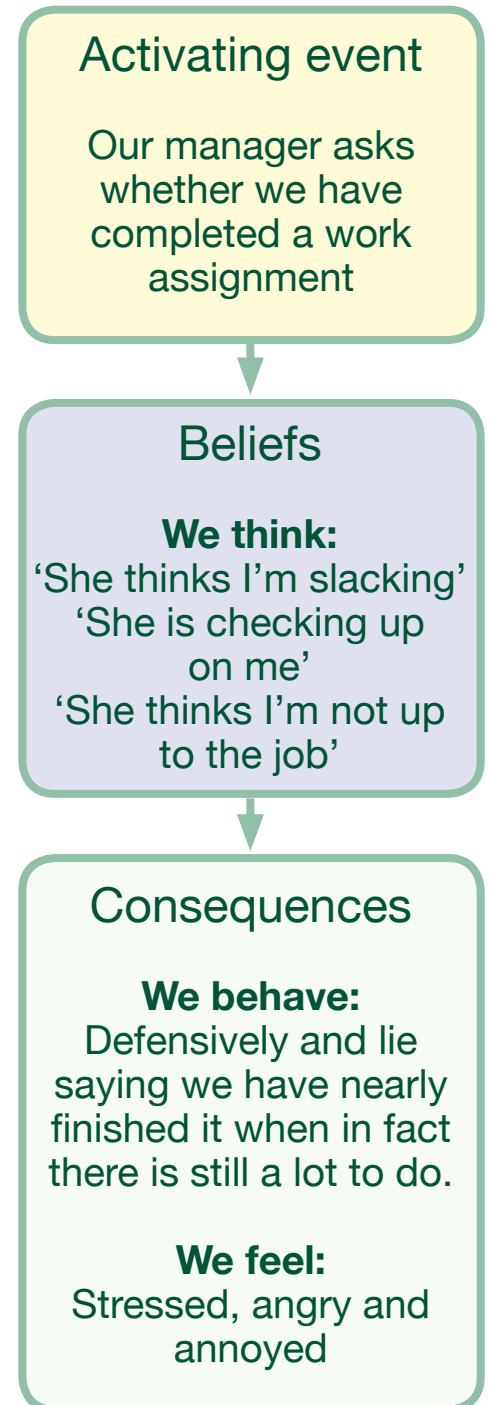 Activating event
Our manager asks
whether we have
completed a work
assignment
Beliefs
We think:
‘She thinks I’m slacking’
‘She is checking up
on me’
‘She thinks I’m not up
to the job’
Consequences
We behave:
Defensively and lie
saying we have nearly
finished it when in fact
there is still a lot to do.
We feel:
Stressed, angry and
annoyed